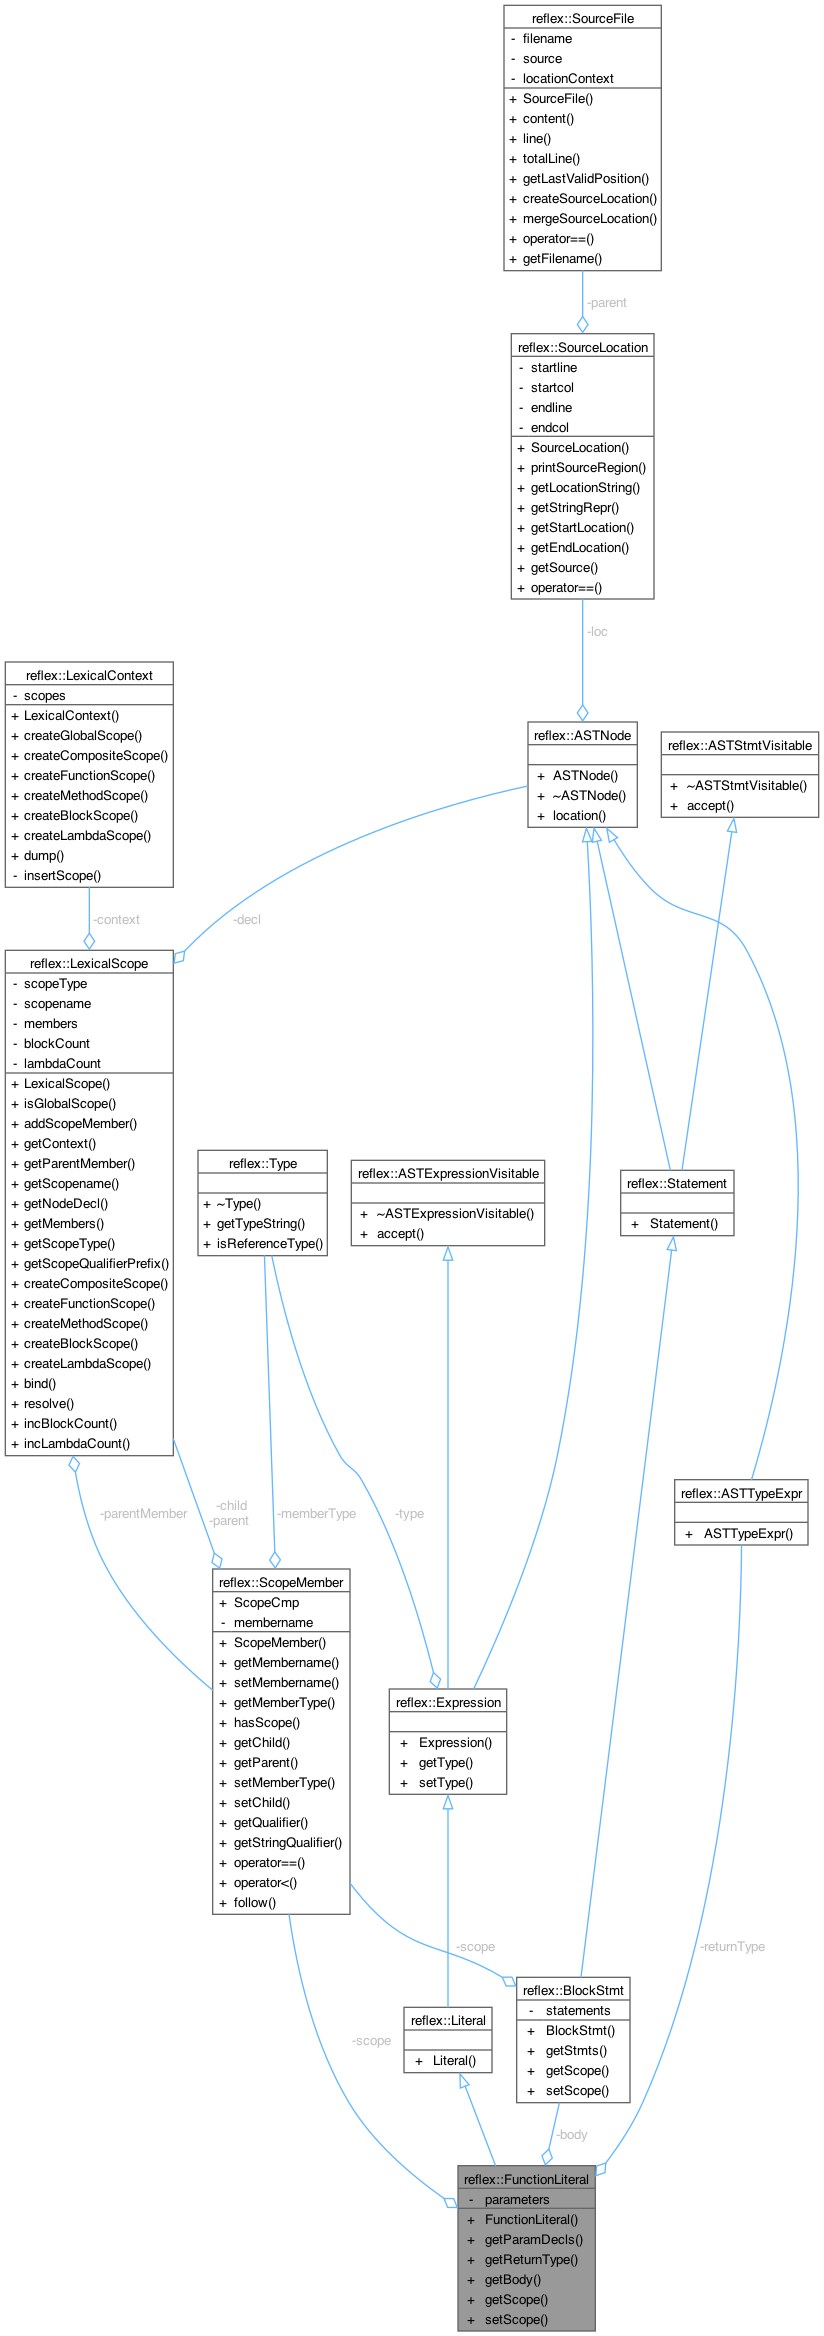 reflex::SourceFile
- filename
- source
- locationContext
+ SourceFile()
+ content()
+ line()
+ totalLine()
+ getLastValidPosition()
+ createSourceLocation()
+ mergeSourceLocation()
+ operator==()
+ getFilename()
-parent
reflex::SourceLocation
- startline
- startcol
- endline
- endcol
+ SourceLocation()
+ printSourceRegion()
+ getLocationString()
+ getStringRepr()
+ getStartLocation()
+ getEndLocation()
+ getSource()
+ operator==()
-loc
reflex::LexicalContext
- scopes
+ LexicalContext()
+ createGlobalScope()
+ createCompositeScope()
+ createFunctionScope()
+ createMethodScope()
+ createBlockScope()
+ createLambdaScope()
+ dump()
- insertScope()
reflex::ASTNode
+ ASTNode()
+ ~ASTNode()
+ location()
reflex::ASTStmtVisitable
+ ~ASTStmtVisitable()
+ accept()
-context
-decl
reflex::LexicalScope
- scopeType
- scopename
- members
- blockCount
- lambdaCount
+ LexicalScope()
+ isGlobalScope()
+ addScopeMember()
+ getContext()
+ getParentMember()
+ getScopename()
+ getNodeDecl()
+ getMembers()
+ getScopeType()
+ getScopeQualifierPrefix()
+ createCompositeScope()
+ createFunctionScope()
+ createMethodScope()
+ createBlockScope()
+ createLambdaScope()
+ bind()
+ resolve()
+ incBlockCount()
+ incLambdaCount()
reflex::Type
+ ~Type()
+ getTypeString()
+ isReferenceType()
reflex::ASTExpressionVisitable
+ ~ASTExpressionVisitable()
+ accept()
reflex::Statement
+ Statement()
-parentMember
-child
-parent
-memberType
-type
reflex::ASTTypeExpr
+ ASTTypeExpr()
reflex::ScopeMember
+ ScopeCmp
- membername
+ ScopeMember()
+ getMembername()
+ setMembername()
+ getMemberType()
+ hasScope()
+ getChild()
+ getParent()
+ setMemberType()
+ setChild()
+ getQualifier()
+ getStringQualifier()
+ operator==()
+ operator<()
+ follow()
reflex::Expression
+ Expression()
+ getType()
+ setType()
-scope
-returnType
reflex::BlockStmt
- statements
+ BlockStmt()
+ getStmts()
+ getScope()
+ setScope()
reflex::Literal
+ Literal()
-scope
-body
reflex::FunctionLiteral
- parameters
+ FunctionLiteral()
+ getParamDecls()
+ getReturnType()
+ getBody()
+ getScope()
+ setScope()